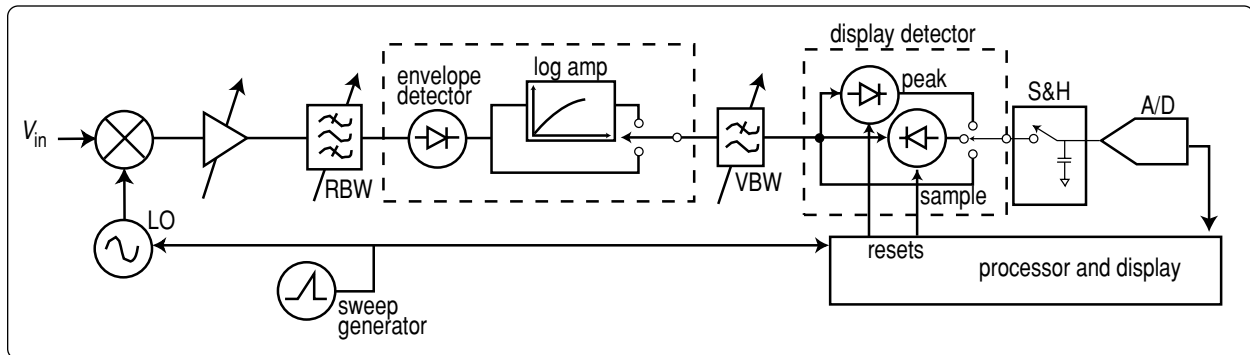 display detector
envelope
detector
log amp
peak
S&H
A/D
Vin
RBW
VBW
sample
LO
resets
processor and display
sweep
generator